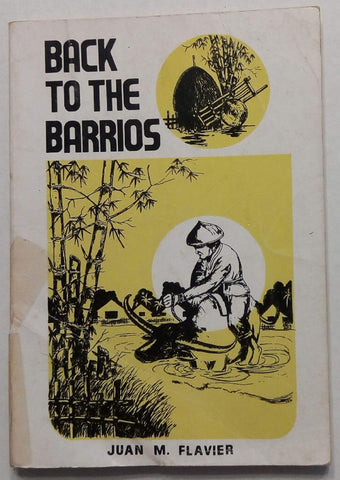 BACK
TO THE
BARRIOS
JUAN M. FLAVIER